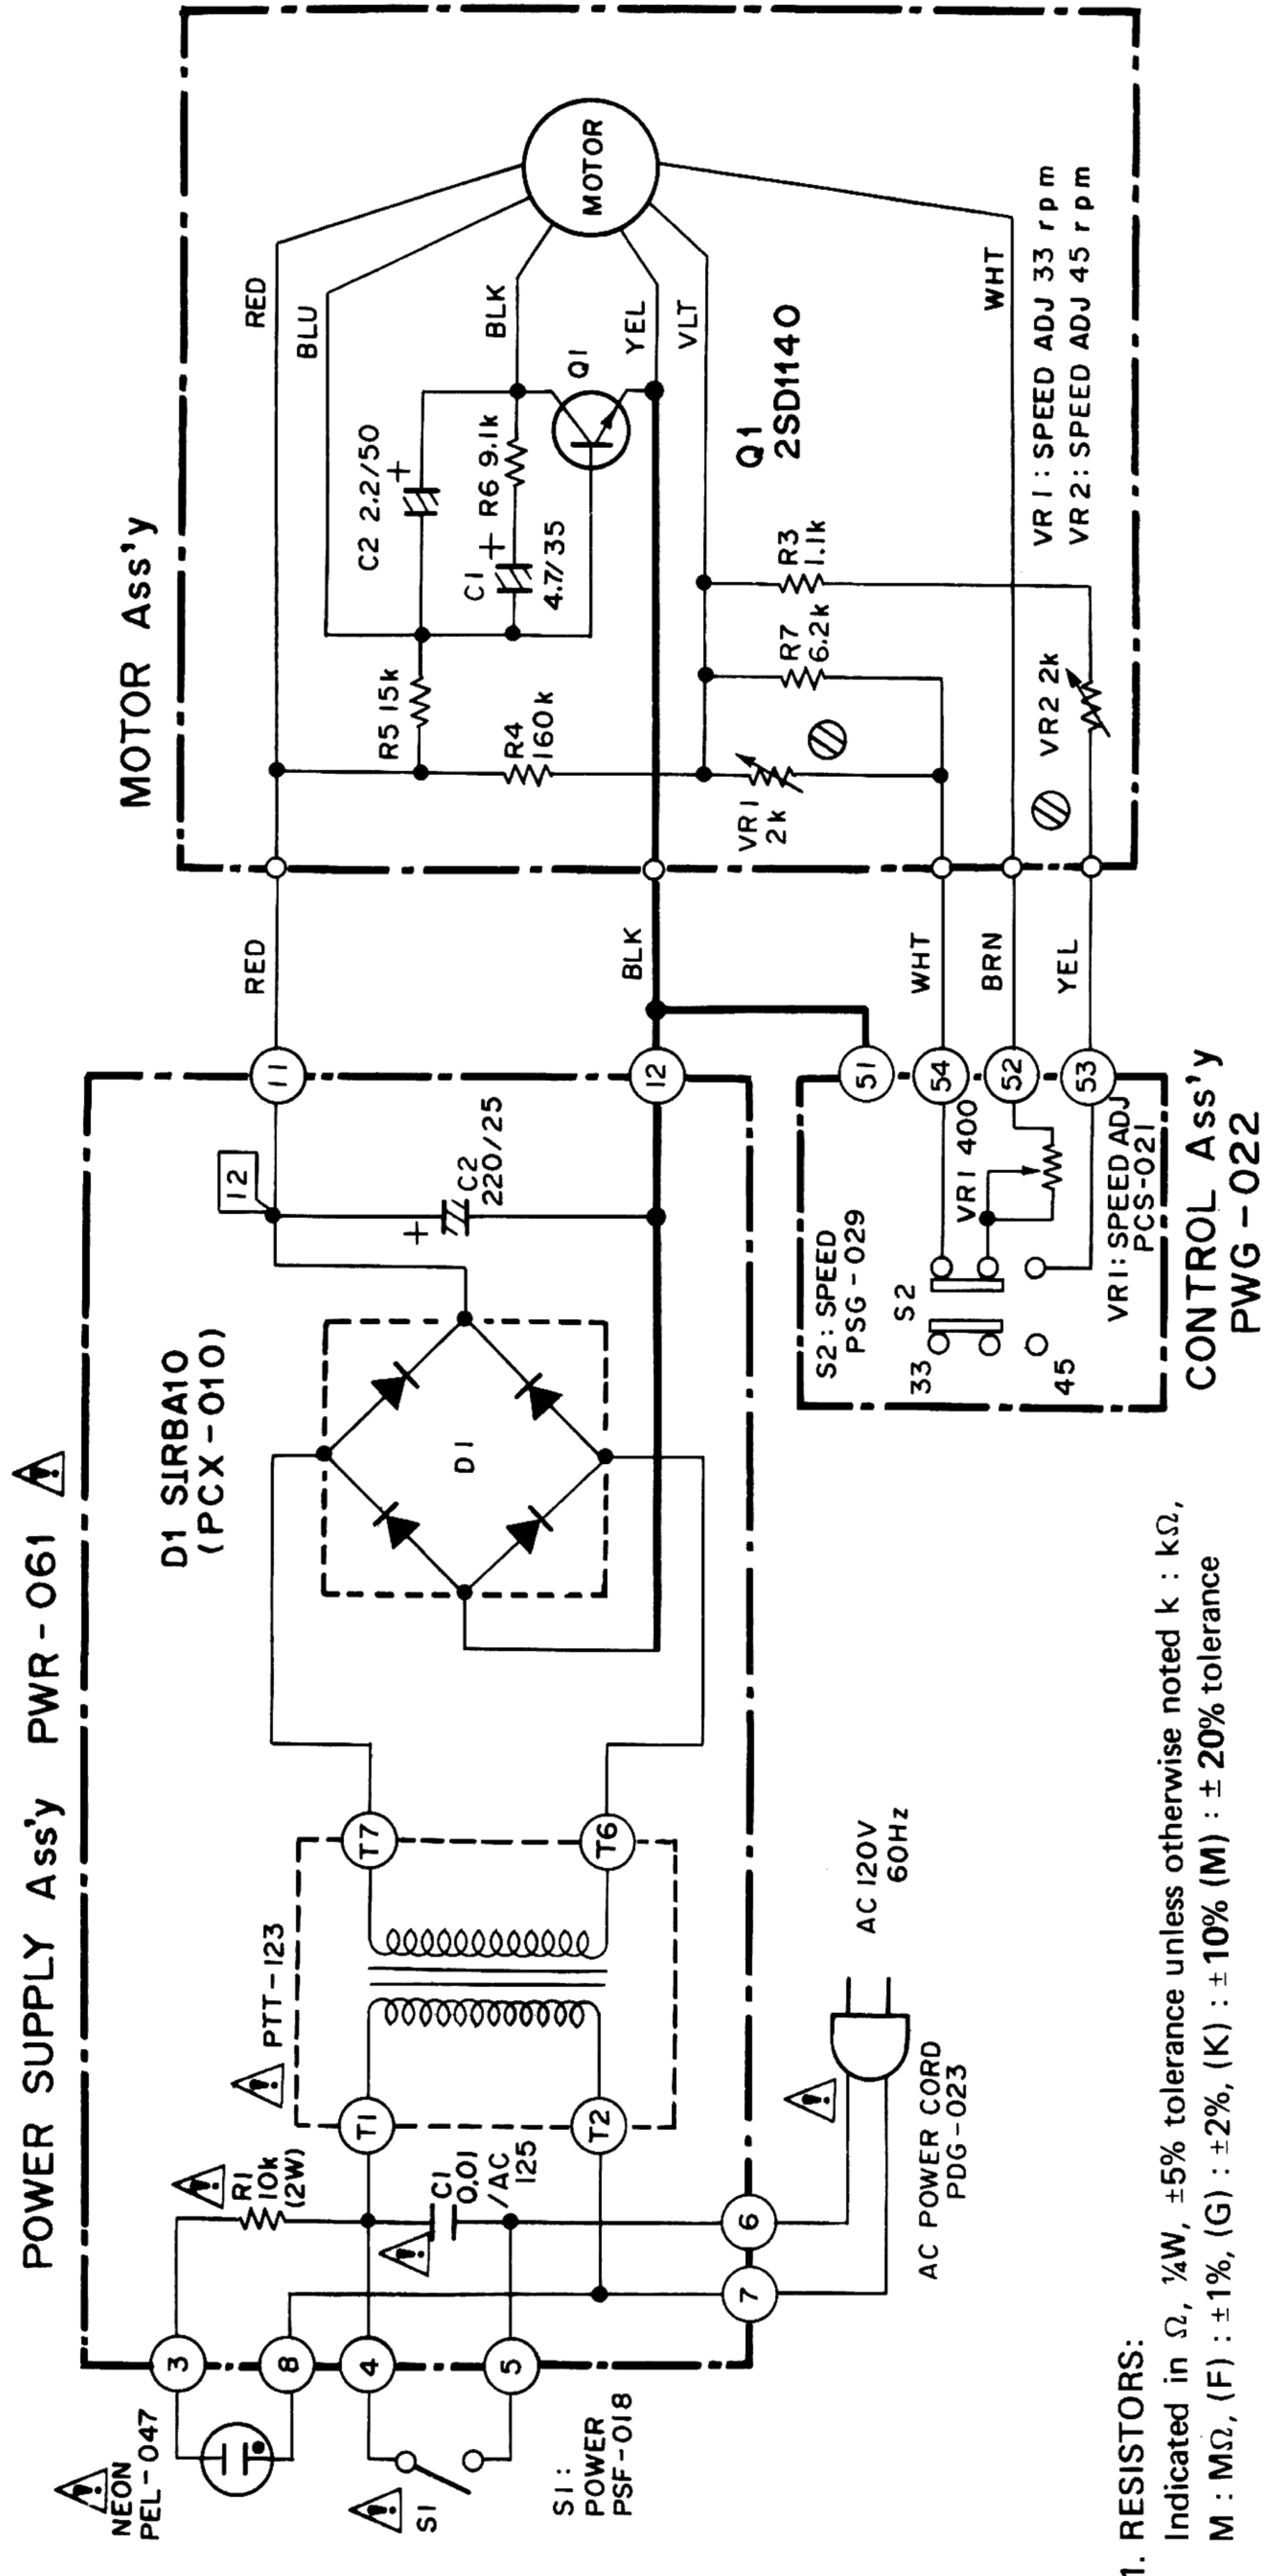 POWER SUPPLY Ass'y PWR-061
MOTOR Ass'y
NEON
PEL-047
3
8
4
5
S1
S1:
POWER
PSF-018
R1
10k
(2W)
C1
0.01
/AC
125
PTT-123
T1
T2
T7
T6
7
6
AC POWER CORD
PDG-023
AC 120V
60Hz
D1 S1RBA10
(PCX-010)
D1
12
C2
220/25
11
12
RED
BLK
WHT
BRN
YEL
51
54
52
53
S2: SPEED
PSG-029
S2
33
45
VR1 400
VR1: SPEED ADJ
PCS-021
CONTROL Ass'y
PWG-022
R5 15k
R4
160k
VR1
2k
C2 2.2/50
C1
4.7/35
R6 9.1k
Q1
R7
6.2k
R3
1.1k
VR2 2k
Q1
2SD1140
RED
BLU
BLK
YEL
VLT
WHT
MOTOR
VR1: SPEED ADJ 33 rpm
VR2: SPEED ADJ 45 rpm
1. RESISTORS:
Indicated in Ω, ¼W, ±5% tolerance unless otherwise noted k : kΩ,
M : MΩ, (F) : ±1%, (G) : ±2%, (K) : ±10% (M) : ±20% tolerance